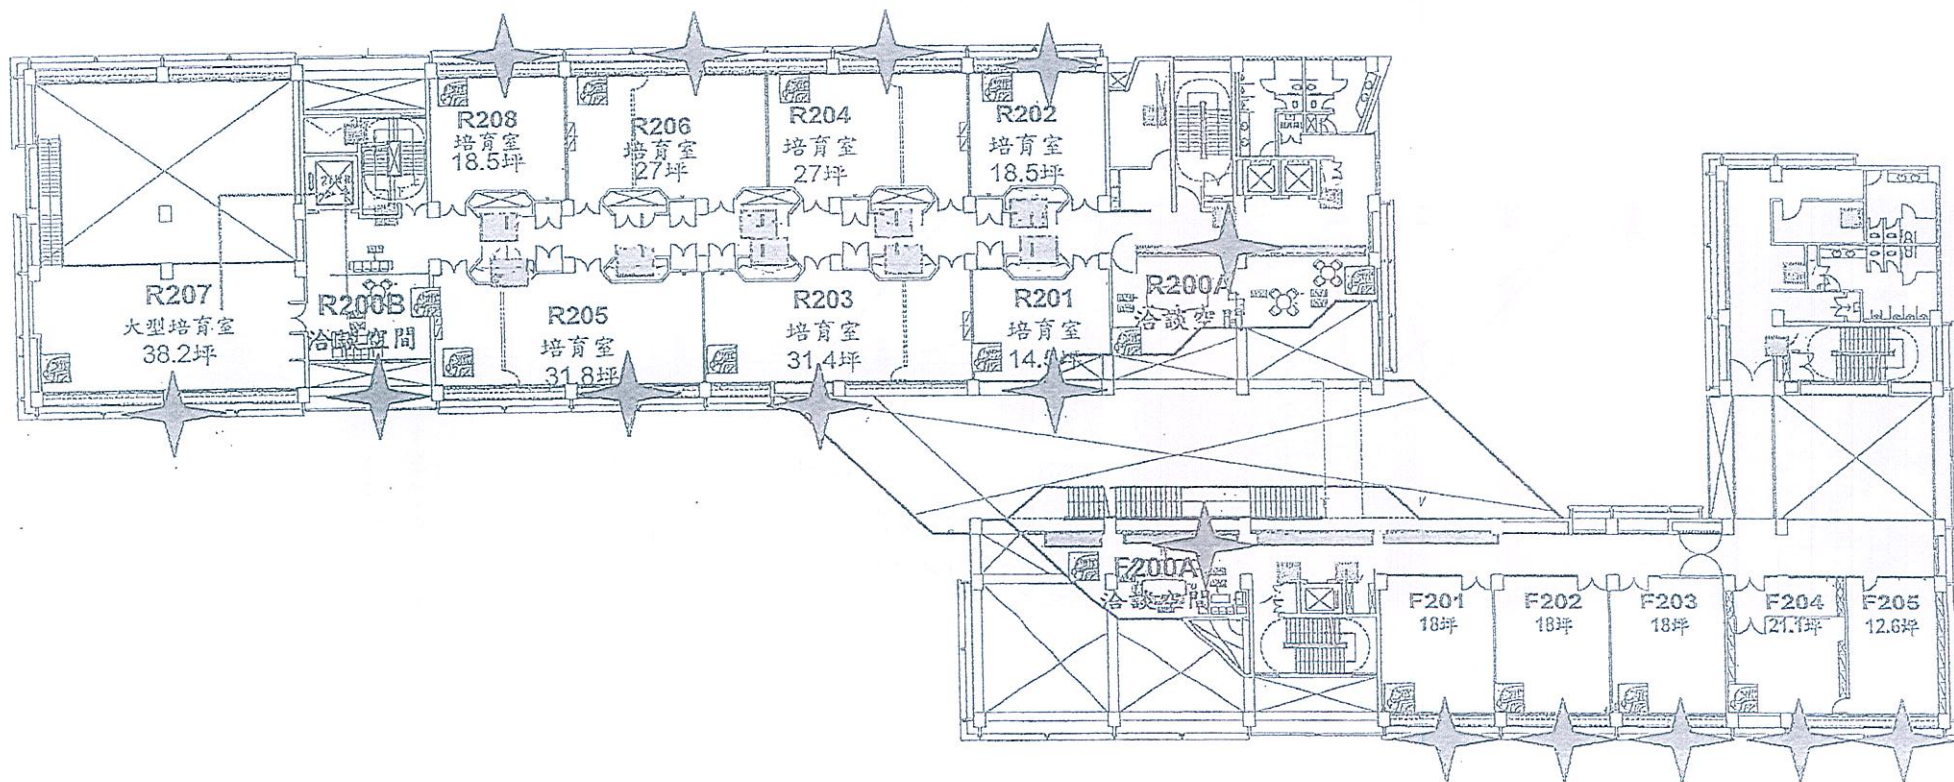 R208
培育室
18.5坪
R206
培育室
27坪
R204
培育室
27坪
R202
培育室
18.5坪
R207
大型培育室
38.2坪
R200B
洽談空間
R205
培育室
31.8坪
R203
培育室
31.4坪
R201
培育室
R200A
洽談空間
F200A
洽談空間
F201
18坪
F202
18坪
F203
18坪
F204
21.1坪
F205
12.6坪